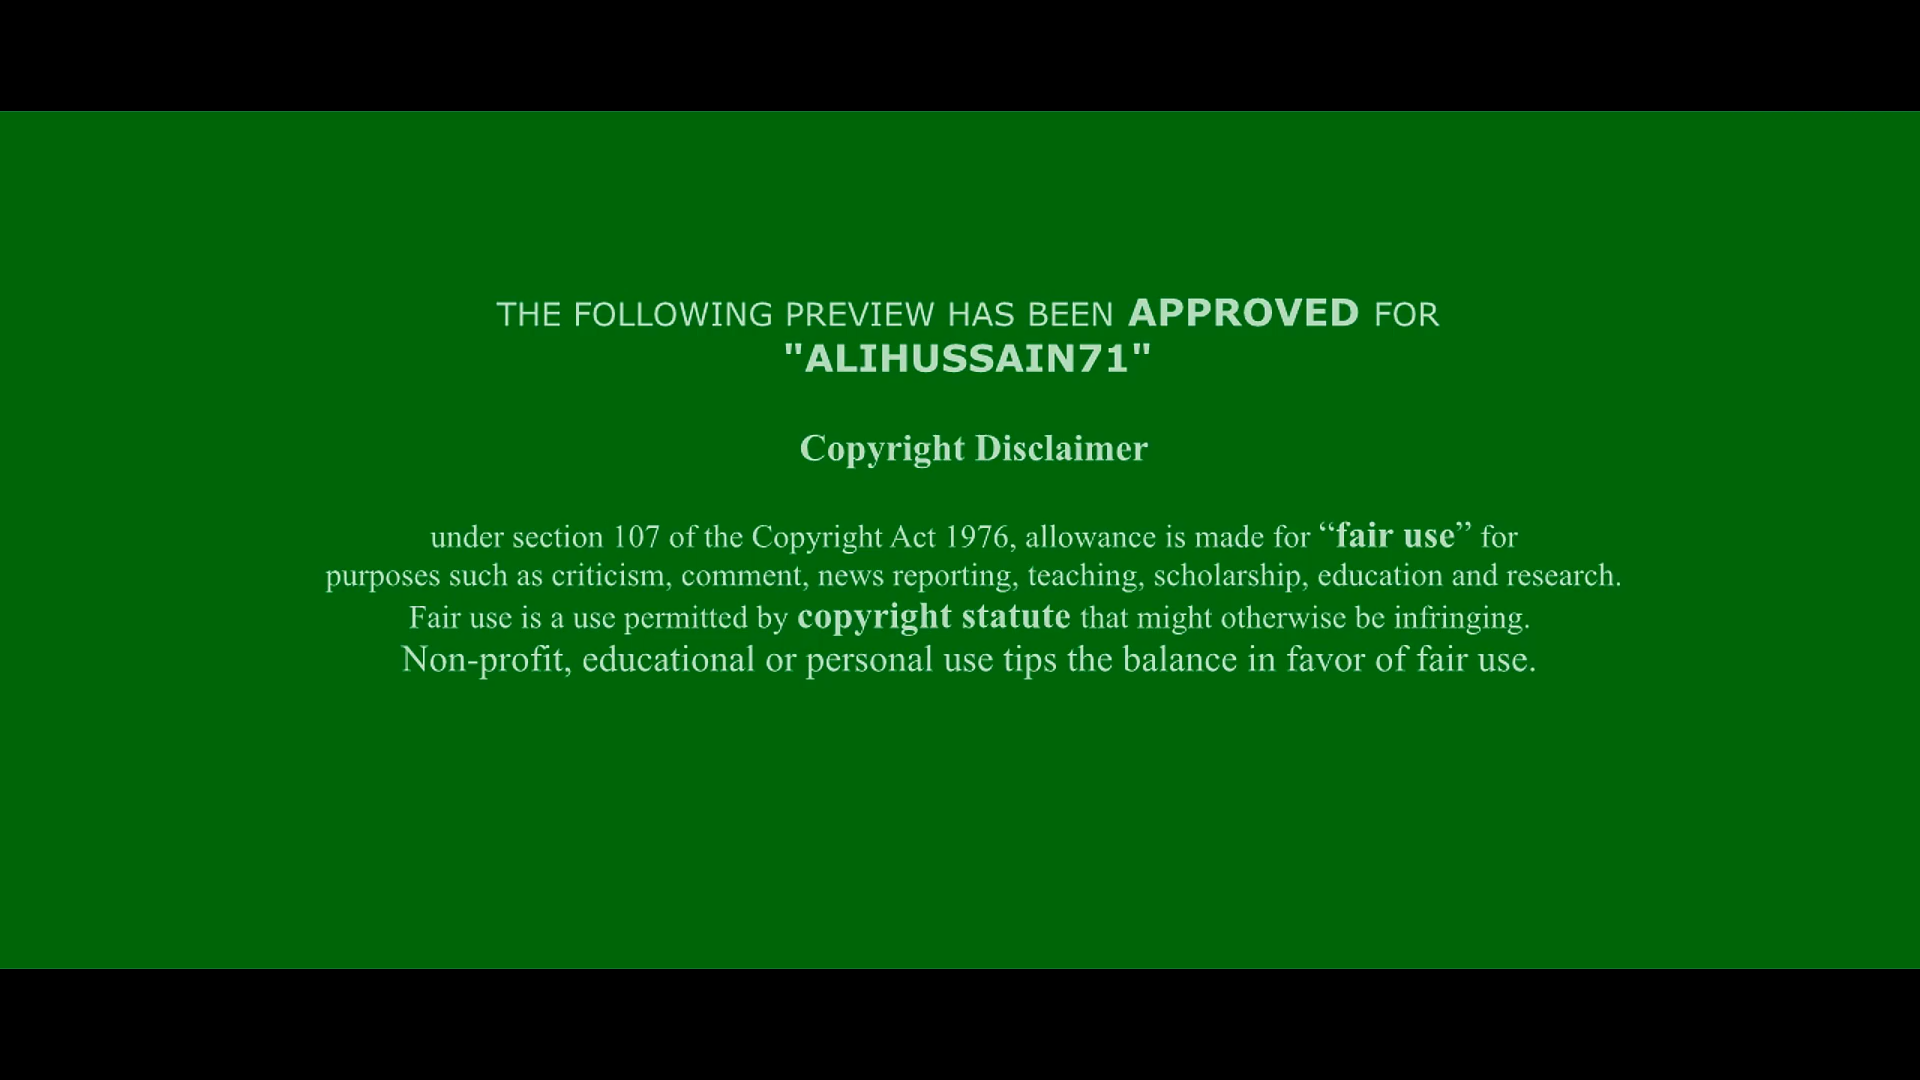 THE FOLLOWING PREVIEW HAS BEEN APPROVED FOR
"ALIHUSSAIN71"
Copyright Disclaimer
under section 107 of the Copyright Act 1976, allowance is made for “fair use” for
purposes such as criticism, comment, news reporting, teaching, scholarship, education and research.
Fair use is a use permitted by copyright statute that might otherwise be infringing.
Non-profit, educational or personal use tips the balance in favor of fair use.